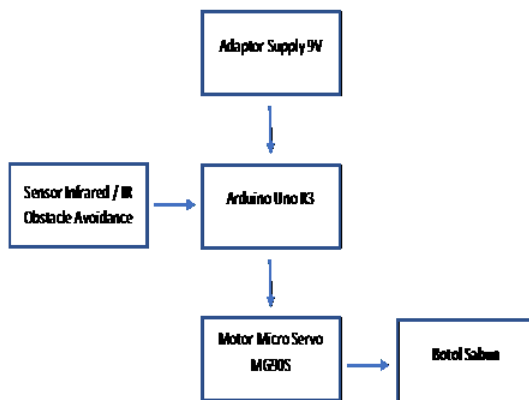 Adaptor Supply 9V
Sensor Infrared / IR
Obstacle Avoidance
Arduino Uno R3
Motor Micro Servo
MG90S
Botol Sabun